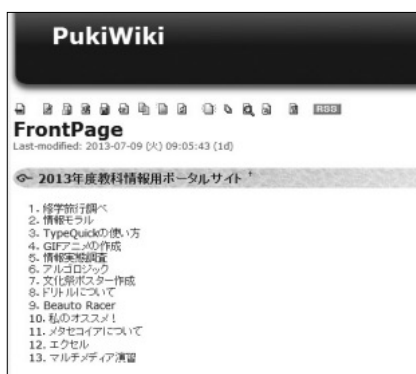 PukiWiki
RSS
FrontPage
Last-modified: 2013-07-09 (火) 09:05:43 (1d)
2013年度教科情報用ポータルサイト †
1. 修学旅行調べ
2. 情報モラル
3. TypeQuickの使い方
4. GIFアニメの作成
5. 情報実態調査
6. アルゴロジック
7. 文化祭ポスター作成
8. ドリトルについて
9. Beauto Racer
10. 私のオススメ！
11. メタセコイアについて
12. エクセル
13. マルチメディア演習